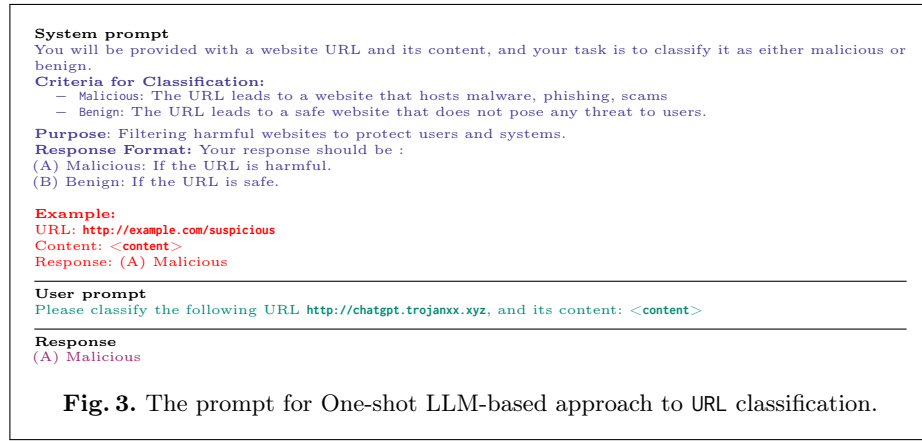 System prompt
You will be provided with a website URL and its content, and your task is to classify it as either malicious or
benign.
Criteria for Classification:
– Malicious: The URL leads to a website that hosts malware, phishing, scams
– Benign: The URL leads to a safe website that does not pose any threat to users.
Purpose: Filtering harmful websites to protect users and systems.
Response Format: Your response should be :
(A) Malicious: If the URL is harmful.
(B) Benign: If the URL is safe.
Example:
URL: http://example.com/suspicious
Content: <content>
Response: (A) Malicious
User prompt
Please classify the following URL http://chatgpt.trojanxx.xyz, and its content: <content>
Response
(A) Malicious
Fig. 3. The prompt for One-shot LLM-based approach to URL classification.